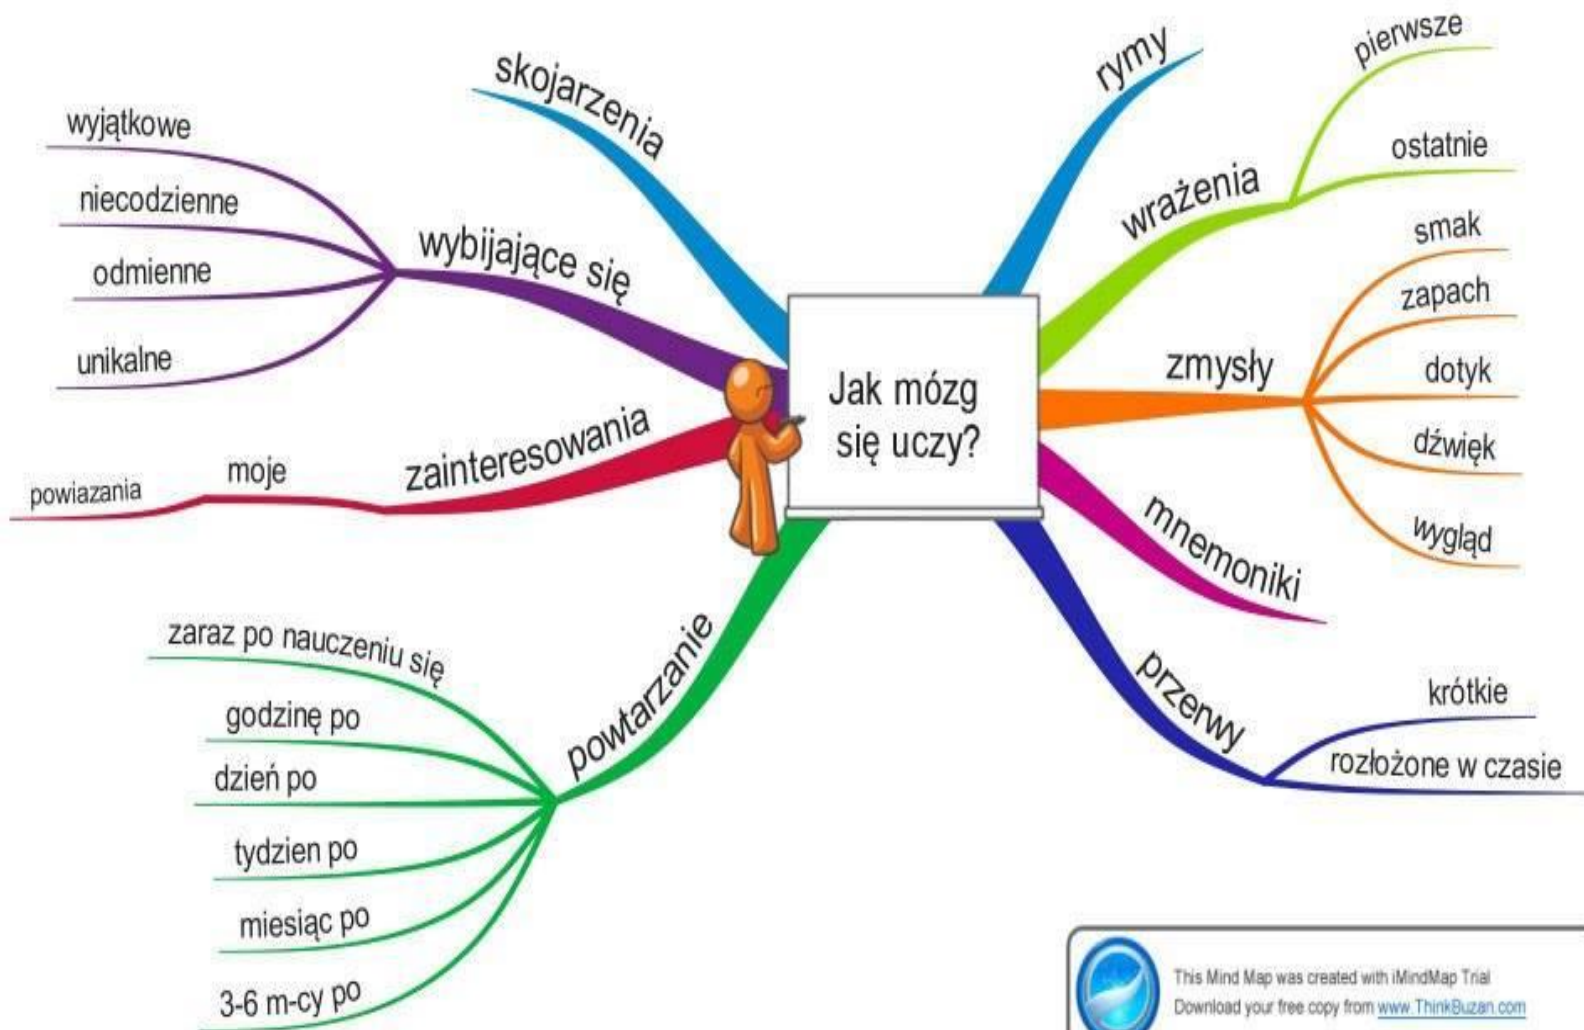 Jak mózg
się uczy?
rymy
wrażenia
pierwsze
ostatnie
zmysły
smak
zapach
dotyk
dźwięk
wygląd
mnemoniki
przerwy
krótkie
rozłożone w czasie
powtarzanie
zaraz po nauczeniu się
godzinę po
dzień po
tydzien po
miesiąc po
3-6 m-cy po
zainteresowania
moje
powiazania
wybijające się
wyjątkowe
niecodzienne
odmienne
unikalne
skojarzenia
This Mind Map was created with iMindMap Trial
Download your free copy from www.ThinkBuzan.com